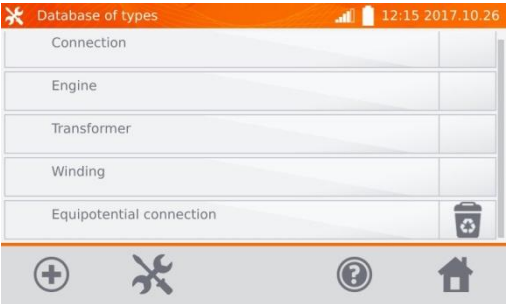 Database of types 12:15 2017.10.26
Connection
Engine
Transformer
Winding
Equipotential connection